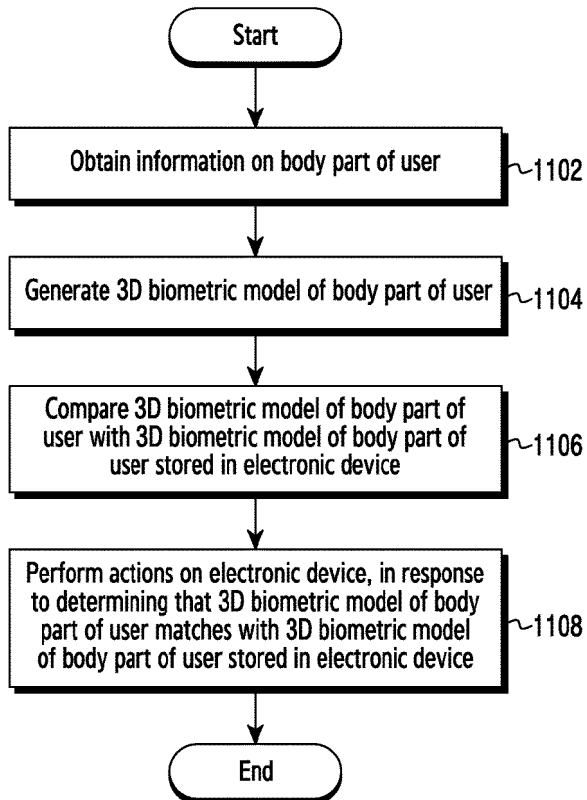 Start
Obtain information on body part of user
1102
Generate 3D biometric model of body part of user
1104
Compare 3D biometric model of body part of
user with 3D biometric model of body part of
user stored in electronic device
1106
Perform actions on electronic device, in response
to determining that 3D biometric model of body
part of user matches with 3D biometric model
of body part of user stored in electronic device
1108
End